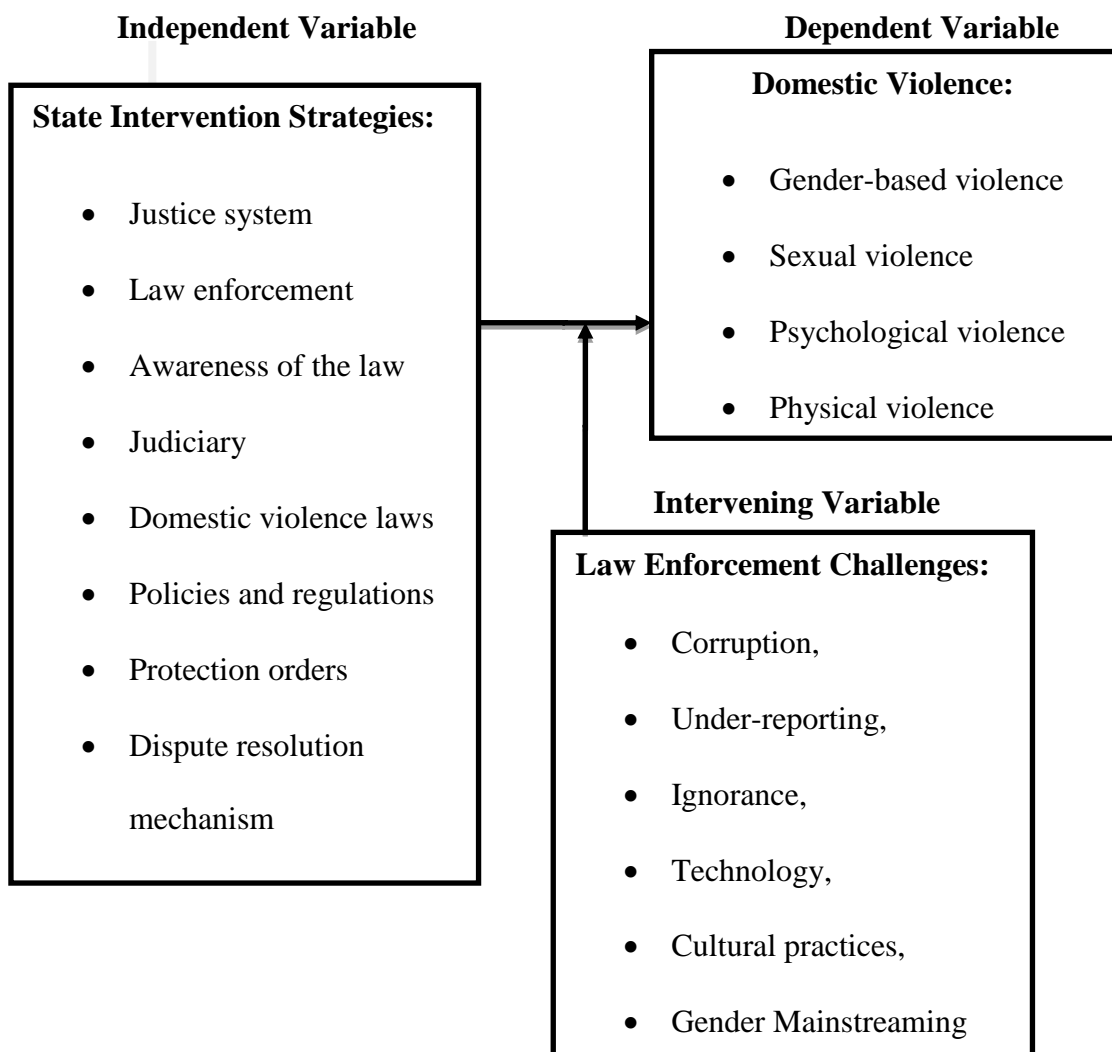 Independent Variable
State Intervention Strategies:
• Justice system
• Law enforcement
• Awareness of the law
• Judiciary
• Domestic violence laws
• Policies and regulations
• Protection orders
• Dispute resolution
mechanism
Dependent Variable
Domestic Violence:
• Gender-based violence
• Sexual violence
• Psychological violence
• Physical violence
Intervening Variable
Law Enforcement Challenges:
• Corruption,
• Under-reporting,
• Ignorance,
• Technology,
• Cultural practices,
• Gender Mainstreaming